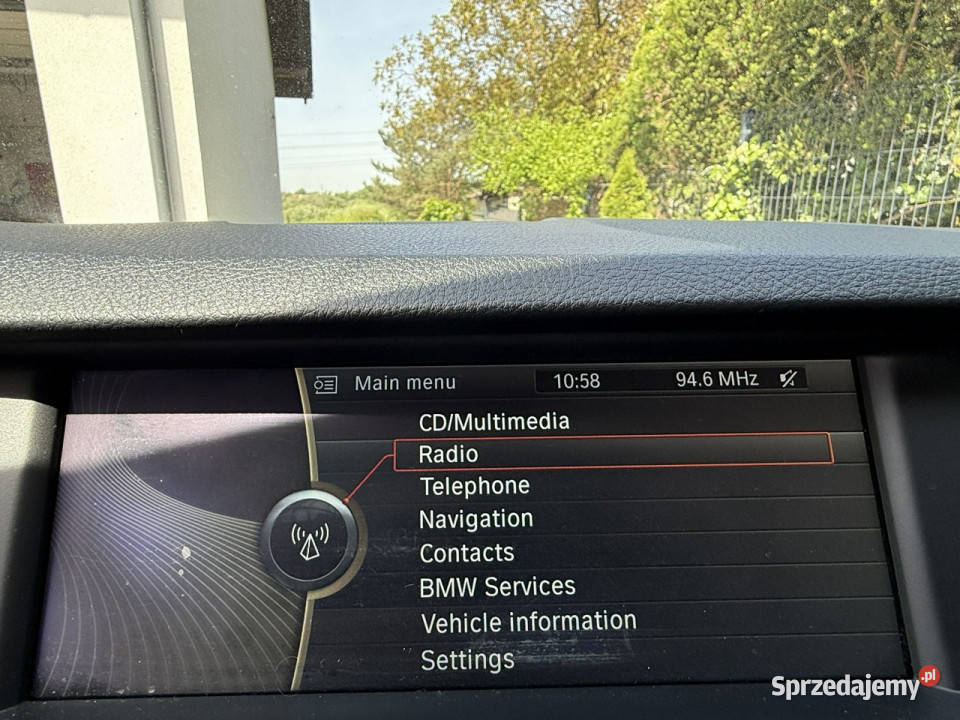 Main menu 10:58 94.6 MHz
CD/Multimedia
Radio
Telephone
Navigation
Contacts
BMW Services
Vehicle information
Settings
Sprzedajemy.pl